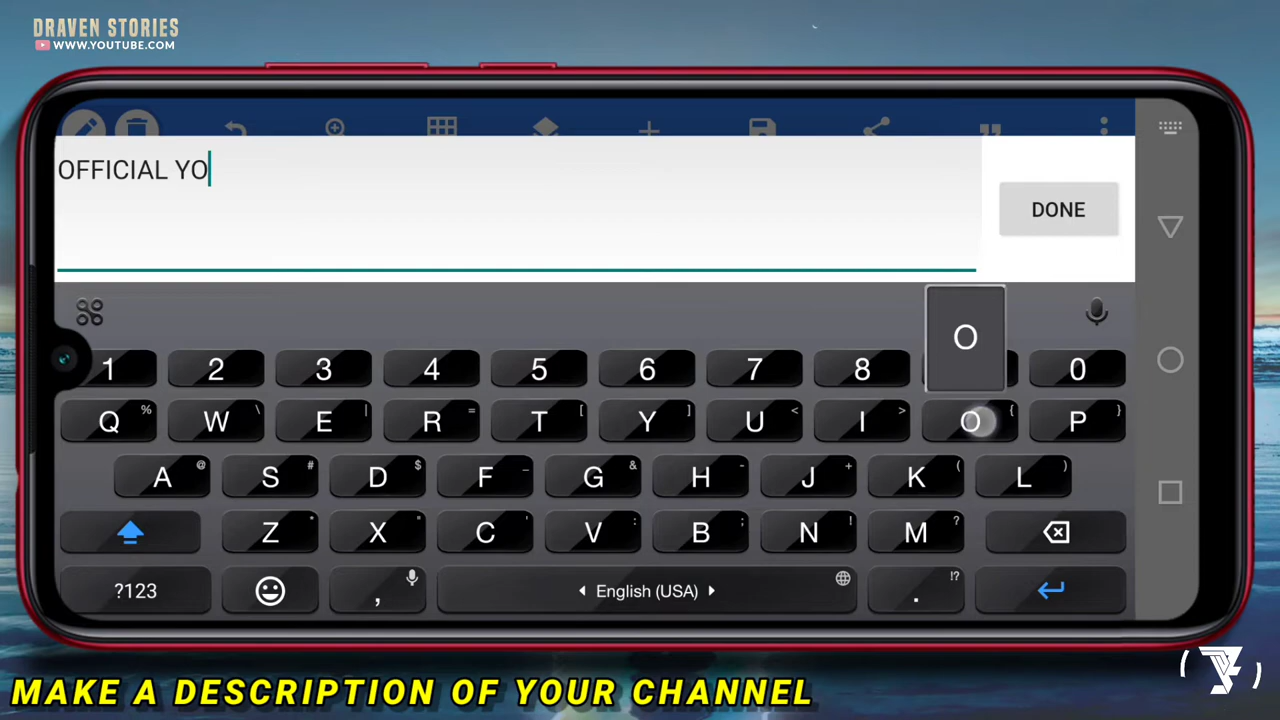 DRAVEN STORIES
WWW.YOUTUBE.COM
OFFICIAL YO
DONE
O
1 2 3 4 5 6 7 8 0
Q % W \ E | R = T [ Y ] U < I > O { P }
A @ S # D $ F _ G & H - J + K ( L )
Z * X " C ' V : B ; N ! M ?
?123 , English (USA) . !?
MAKE A DESCRIPTION OF YOUR CHANNEL